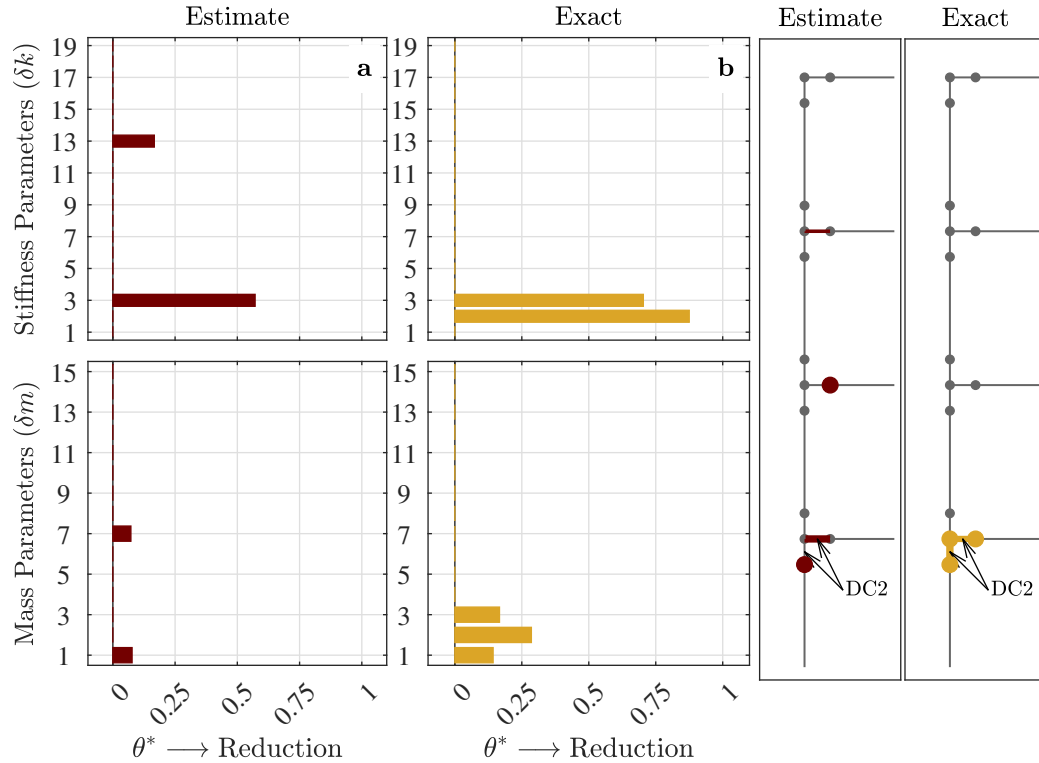 Estimate
Exact
Estimate
Exact
Stiffness Parameters (δk)
19
17
15
13
11
9
7
5
3
1
a
19
17
15
13
11
9
7
5
3
1
b
Mass Parameters (δm)
15
13
11
9
7
5
3
1
15
13
11
9
7
5
3
1
DC2
DC2
0 0.25 0.5 0.75 1
0 0.25 0.5 0.75 1
θ* ⟶ Reduction
θ* ⟶ Reduction